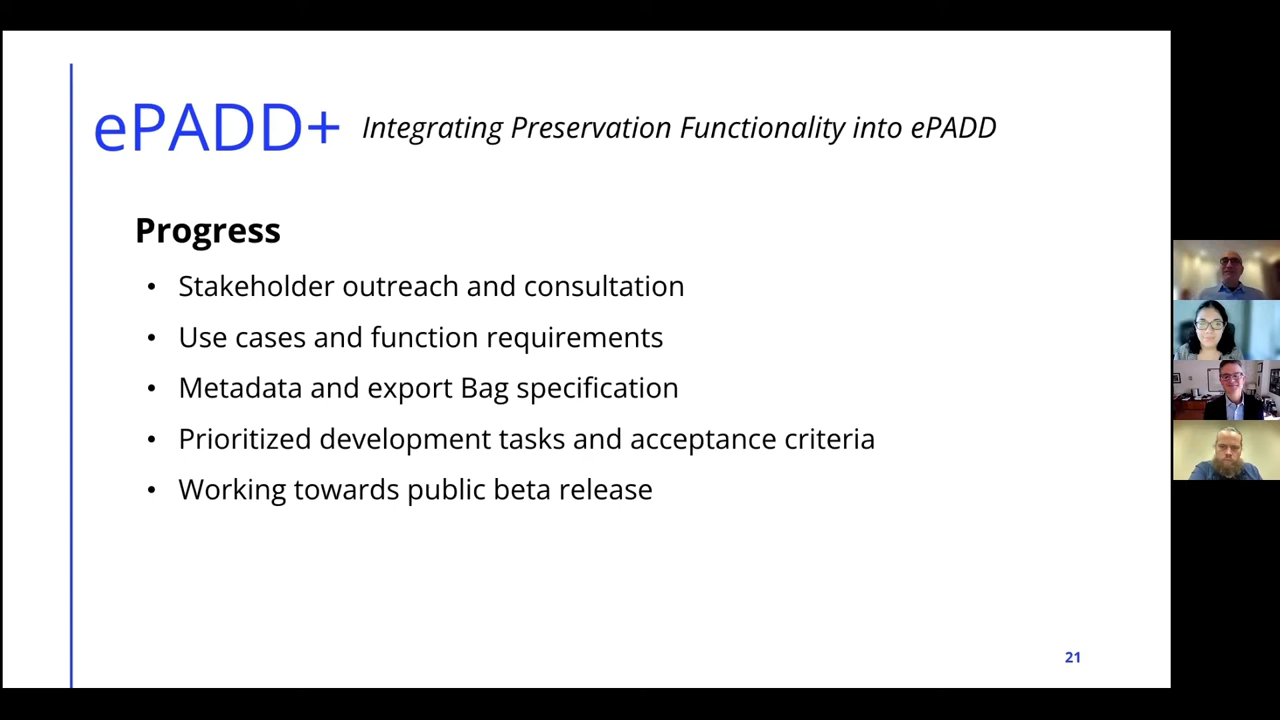 ePADD+ Integrating Preservation Functionality into ePADD
Progress
• Stakeholder outreach and consultation
• Use cases and function requirements
• Metadata and export Bag specification
• Prioritized development tasks and acceptance criteria
• Working towards public beta release
21